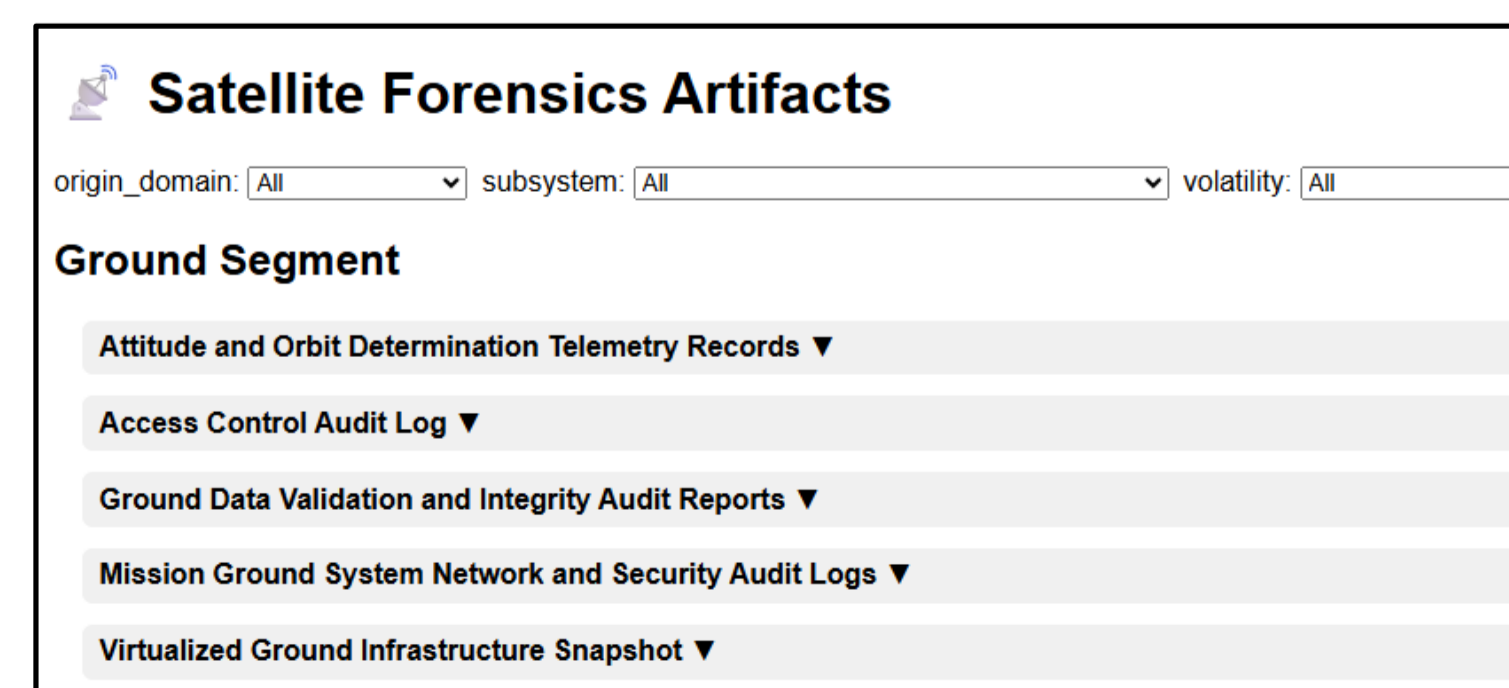 Satellite Forensics Artifacts
origin_domain: All subsystem: All volatility: All
Ground Segment
Attitude and Orbit Determination Telemetry Records ▼
Access Control Audit Log ▼
Ground Data Validation and Integrity Audit Reports ▼
Mission Ground System Network and Security Audit Logs ▼
Virtualized Ground Infrastructure Snapshot ▼